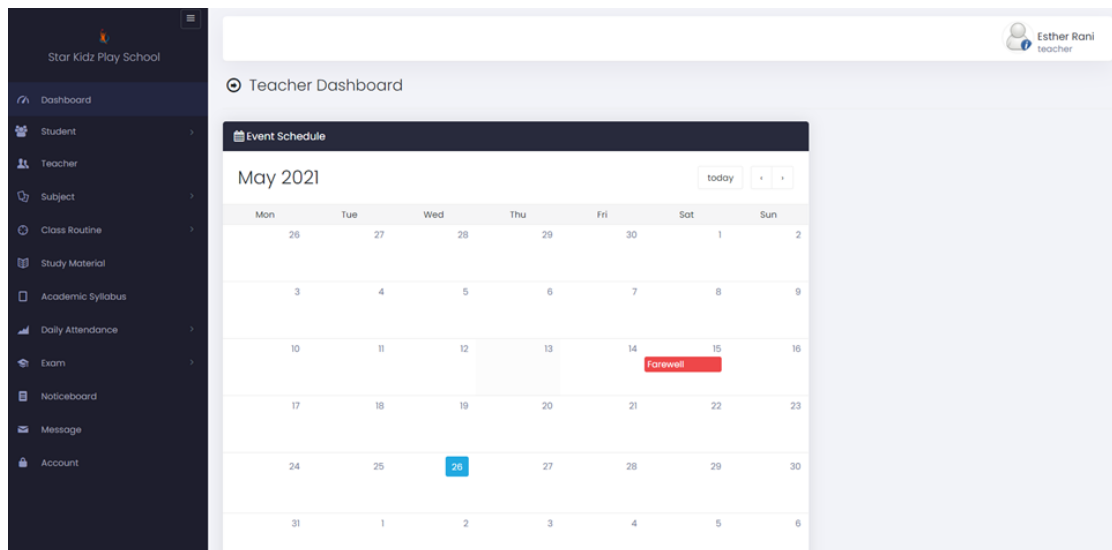 Star Kidz Play School
Dashboard
Student
Teacher
Subject
Class Routine
Study Material
Academic Syllabus
Daily Attendance
Exam
Noticeboard
Message
Account
Esther Rani
teacher
Teacher Dashboard
Event Schedule
May 2021
today
Mon Tue Wed Thu Fri Sat Sun
26 27 28 29 30 1 2
3 4 5 6 7 8 9
10 11 12 13 14 15 16
Farewell
17 18 19 20 21 22 23
24 25 26 27 28 29 30
31 1 2 3 4 5 6